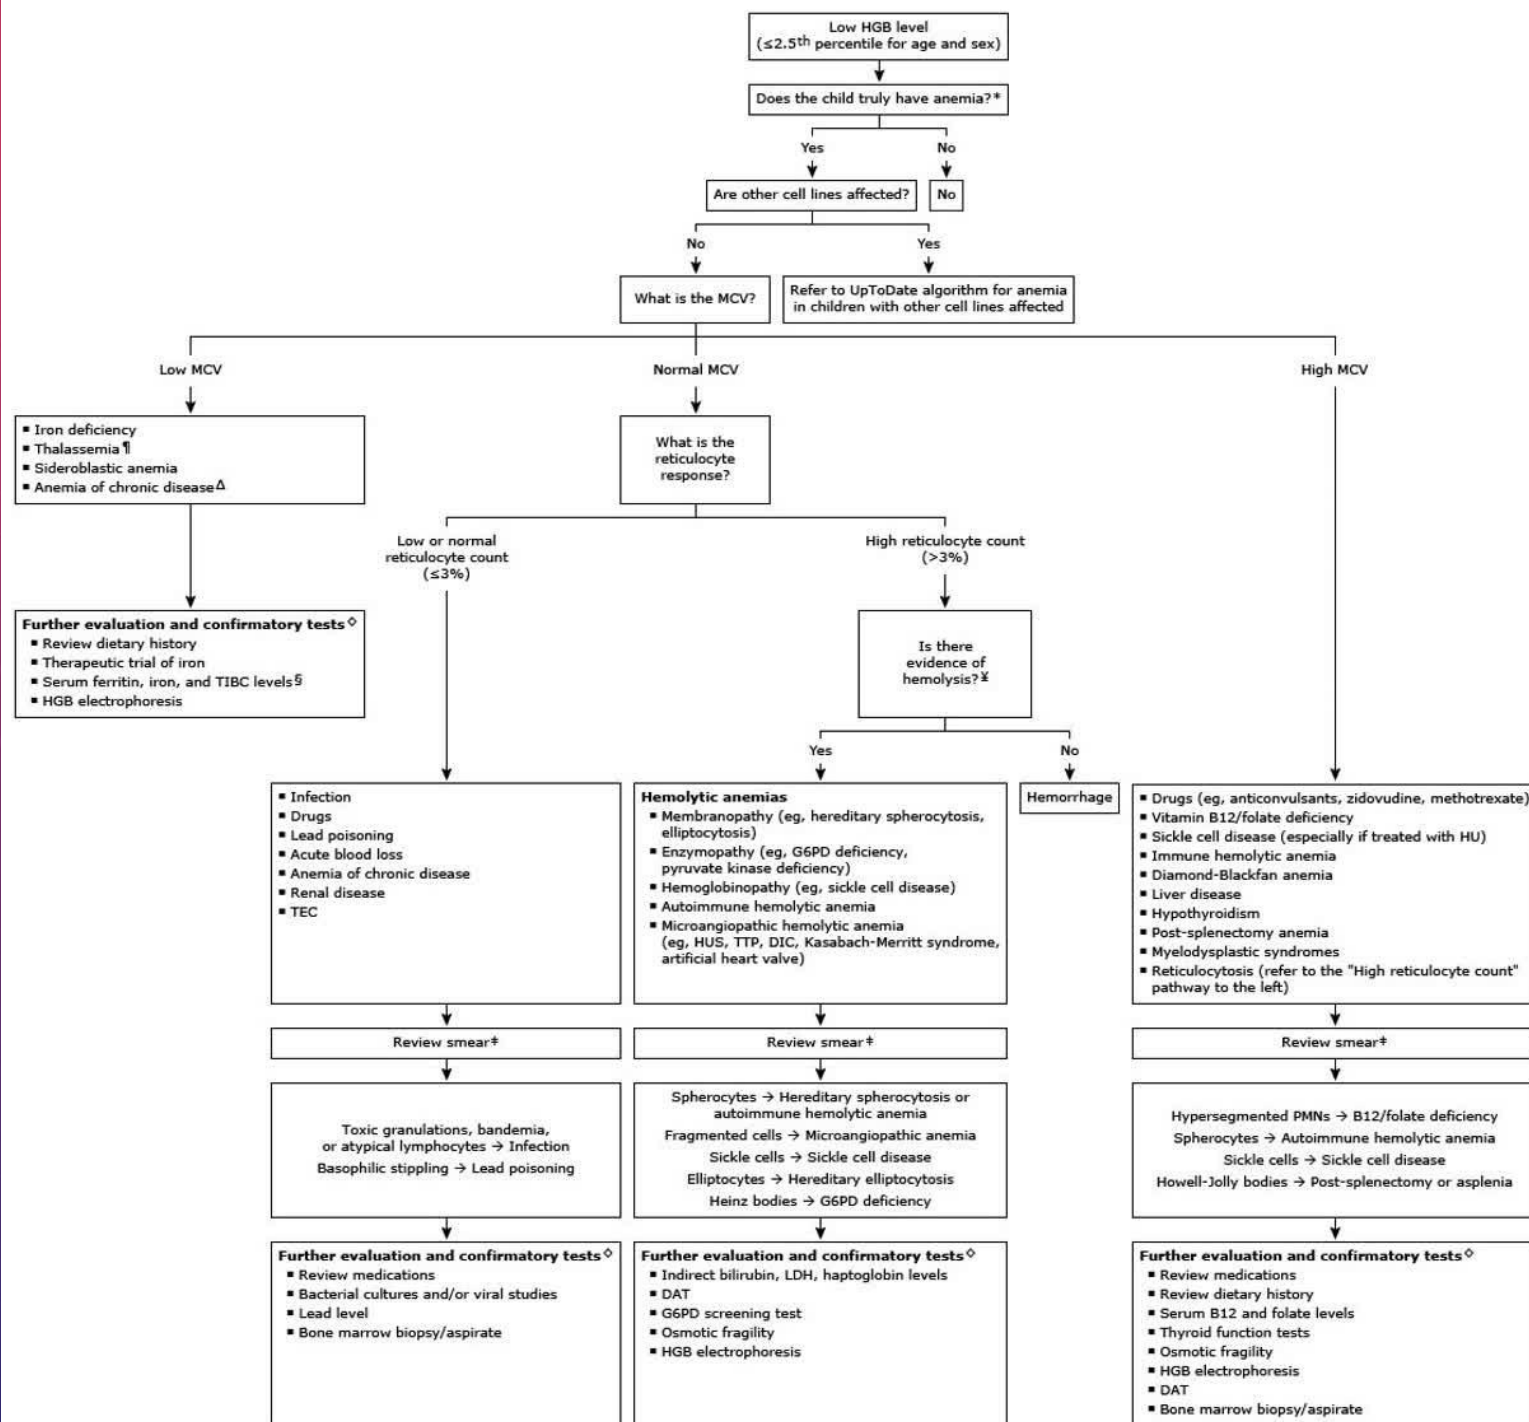 Low HGB level
(≤2.5th percentile for age and sex)
Does the child truly have anemia?*
Yes
No
Are other cell lines affected?
No
No
Yes
What is the MCV?
Refer to UpToDate algorithm for anemia
in children with other cell lines affected
Low MCV
Normal MCV
High MCV
▪ Iron deficiency
▪ Thalassemia¶
▪ Sideroblastic anemia
▪ Anemia of chronic diseaseΔ
What is the
reticulocyte
response?
Low or normal
reticulocyte count
(≤3%)
High reticulocyte count
(>3%)
Further evaluation and confirmatory tests◇
▪ Review dietary history
▪ Therapeutic trial of iron
▪ Serum ferritin, iron, and TIBC levels§
▪ HGB electrophoresis
Is there
evidence of
hemolysis?¥
Yes
No
▪ Infection
▪ Drugs
▪ Lead poisoning
▪ Acute blood loss
▪ Anemia of chronic disease
▪ Renal disease
▪ TEC
Hemolytic anemias
▪ Membranopathy (eg, hereditary spherocytosis,
elliptocytosis)
▪ Enzymopathy (eg, G6PD deficiency,
pyruvate kinase deficiency)
▪ Hemoglobinopathy (eg, sickle cell disease)
▪ Autoimmune hemolytic anemia
▪ Microangiopathic hemolytic anemia
(eg, HUS, TTP, DIC, Kasabach-Merritt syndrome,
artificial heart valve)
Hemorrhage
▪ Drugs (eg, anticonvulsants, zidovudine, methotrexate)
▪ Vitamin B12/folate deficiency
▪ Sickle cell disease (especially if treated with HU)
▪ Immune hemolytic anemia
▪ Diamond-Blackfan anemia
▪ Liver disease
▪ Hypothyroidism
▪ Post-splenectomy anemia
▪ Myelodysplastic syndromes
▪ Reticulocytosis (refer to the "High reticulocyte count"
pathway to the left)
Review smear‡
Review smear‡
Review smear‡
Toxic granulations, bandemia,
or atypical lymphocytes → Infection
Basophilic stippling → Lead poisoning
Spherocytes → Hereditary spherocytosis or
autoimmune hemolytic anemia
Fragmented cells → Microangiopathic anemia
Sickle cells → Sickle cell disease
Elliptocytes → Hereditary elliptocytosis
Heinz bodies → G6PD deficiency
Hypersegmented PMNs → B12/folate deficiency
Spherocytes → Autoimmune hemolytic anemia
Sickle cells → Sickle cell disease
Howell-Jolly bodies → Post-splenectomy or asplenia
Further evaluation and confirmatory tests◇
▪ Review medications
▪ Bacterial cultures and/or viral studies
▪ Lead level
▪ Bone marrow biopsy/aspirate
Further evaluation and confirmatory tests◇
▪ Indirect bilirubin, LDH, haptoglobin levels
▪ DAT
▪ G6PD screening test
▪ Osmotic fragility
▪ HGB electrophoresis
Further evaluation and confirmatory tests◇
▪ Review medications
▪ Review dietary history
▪ Serum B12 and folate levels
▪ Thyroid function tests
▪ Osmotic fragility
▪ HGB electrophoresis
▪ DAT
▪ Bone marrow biopsy/aspirate